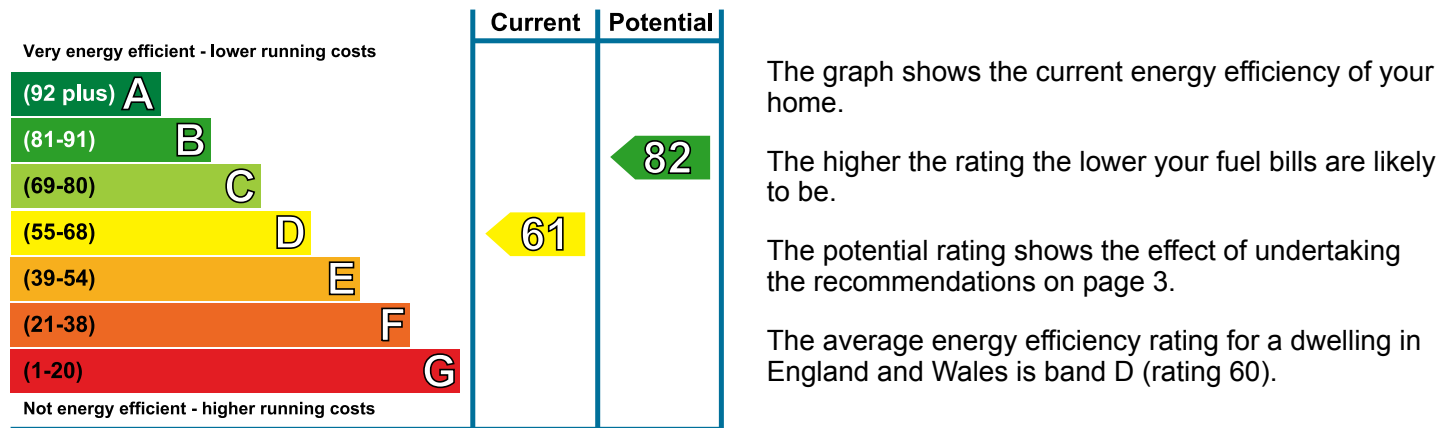 Current Potential
Very energy efficient - lower running costs
(92 plus) A
(81-91) B
82
(69-80) C
(55-68) D
61
(39-54) E
(21-38) F
(1-20) G
Not energy efficient - higher running costs
The graph shows the current energy efficiency of your
home.
The higher the rating the lower your fuel bills are likely
to be.
The potential rating shows the effect of undertaking
the recommendations on page 3.
The average energy efficiency rating for a dwelling in
England and Wales is band D (rating 60).